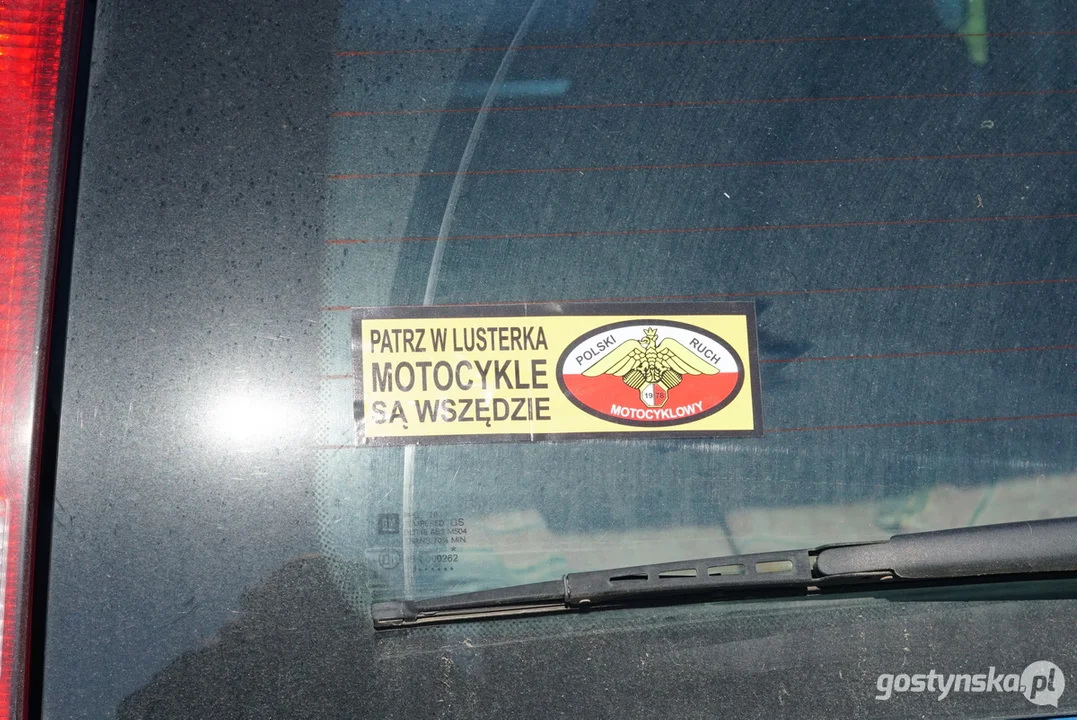 PATRZ W LUSTERKA
MOTOCYKLE
SĄ WSZĘDZIE
POLSKI RUCH
1978
MOTOCYKLOWY
gostynska.pl